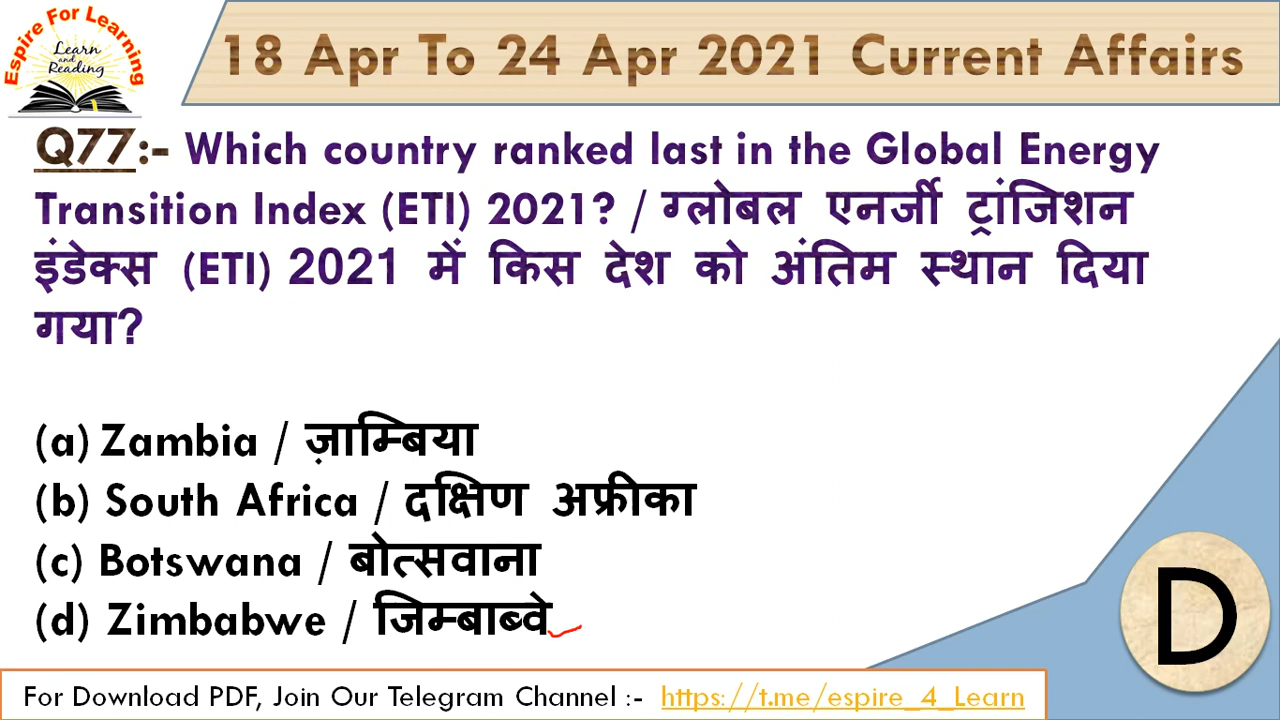 Espire For Learning
Learn
and
Reading
18 Apr To 24 Apr 2021 Current Affairs
Q77:- Which country ranked last in the Global Energy
Transition Index (ETI) 2021? / ग्लोबल एनर्जी ट्रांजिशन
इंडेक्स (ETI) 2021 में किस देश को अंतिम स्थान दिया
गया?
(a) Zambia / ज़ाम्बिया
(b) South Africa / दक्षिण अफ्रीका
(c) Botswana / बोत्सवाना
(d) Zimbabwe / जिम्बाब्वे
D
For Download PDF, Join Our Telegram Channel :- https://t.me/espire_4_Learn